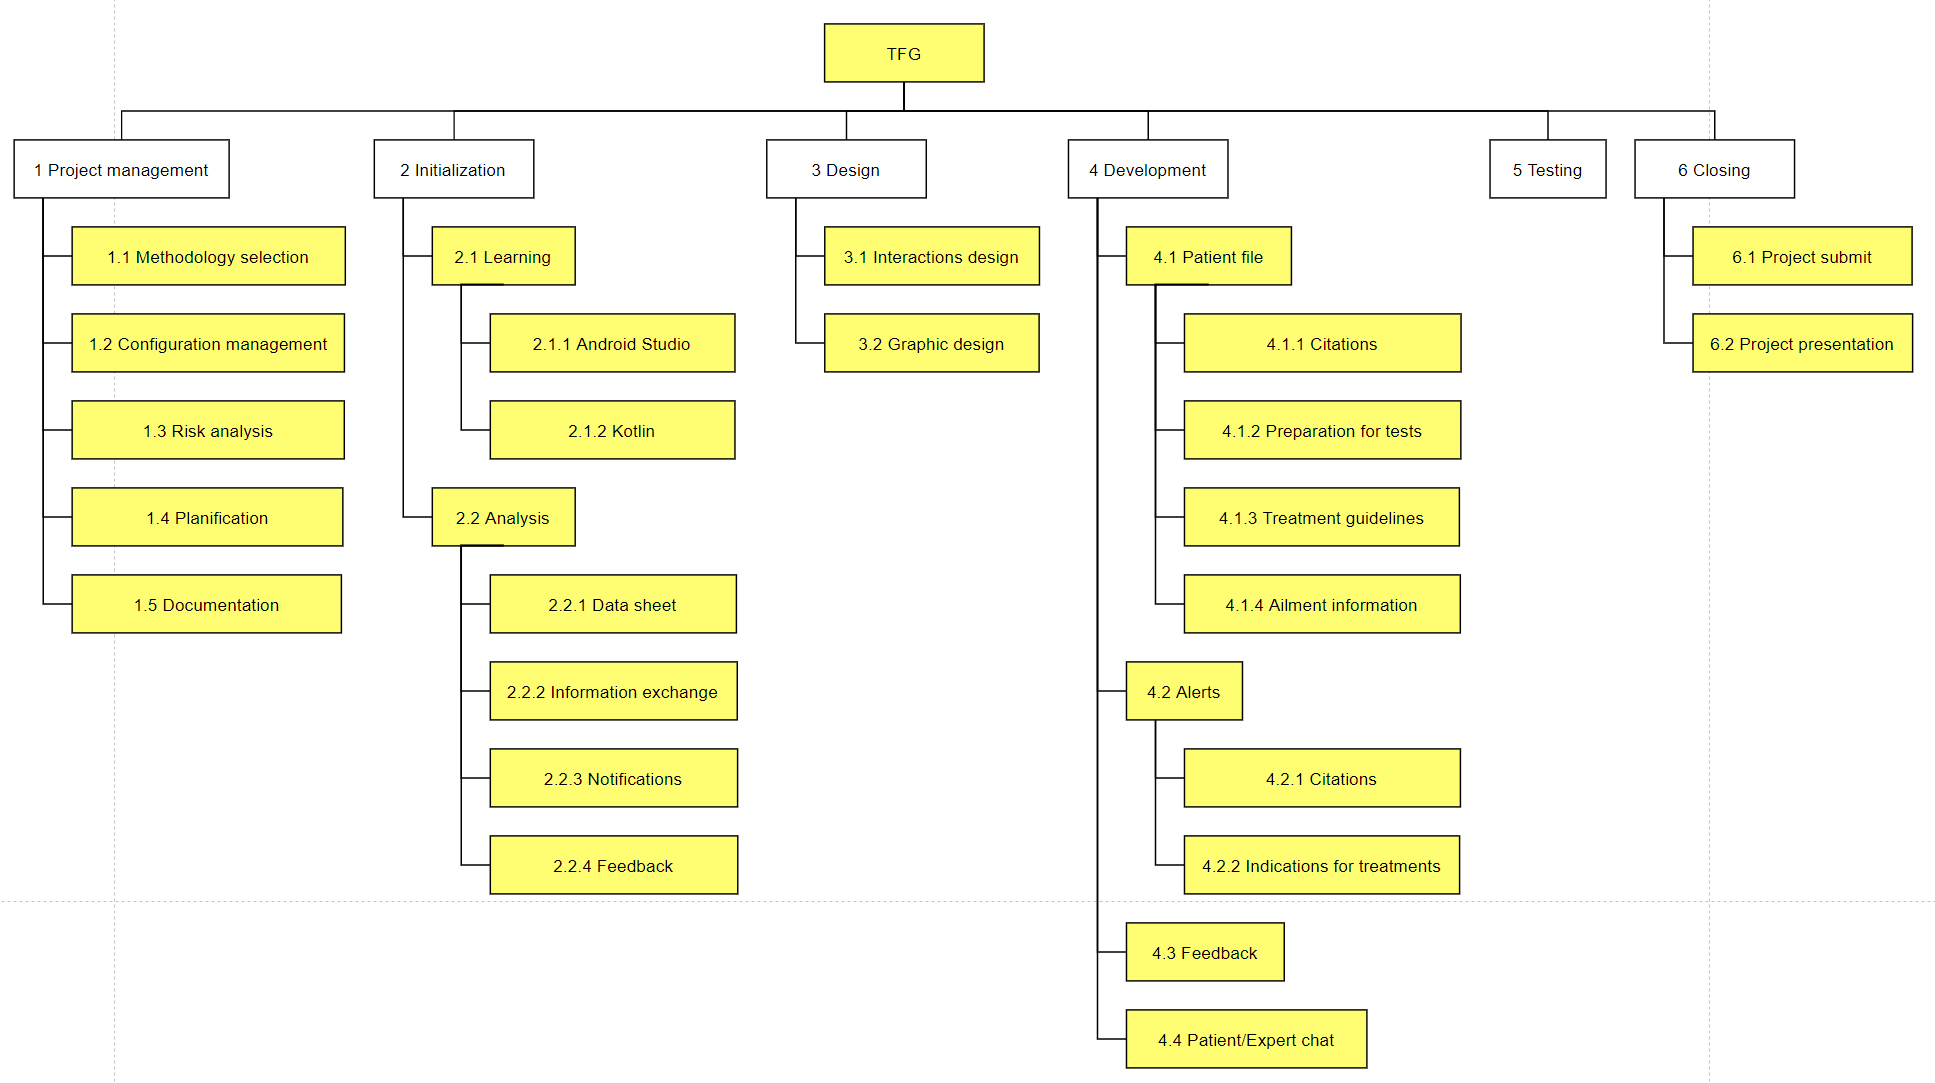 TFG
1 Project management
2 Initialization
3 Design
4 Development
5 Testing
6 Closing
1.1 Methodology selection
1.2 Configuration management
1.3 Risk analysis
1.4 Planification
1.5 Documentation
2.1 Learning
2.1.1 Android Studio
2.1.2 Kotlin
2.2 Analysis
2.2.1 Data sheet
2.2.2 Information exchange
2.2.3 Notifications
2.2.4 Feedback
3.1 Interactions design
3.2 Graphic design
4.1 Patient file
4.1.1 Citations
4.1.2 Preparation for tests
4.1.3 Treatment guidelines
4.1.4 Ailment information
4.2 Alerts
4.2.1 Citations
4.2.2 Indications for treatments
4.3 Feedback
4.4 Patient/Expert chat
6.1 Project submit
6.2 Project presentation